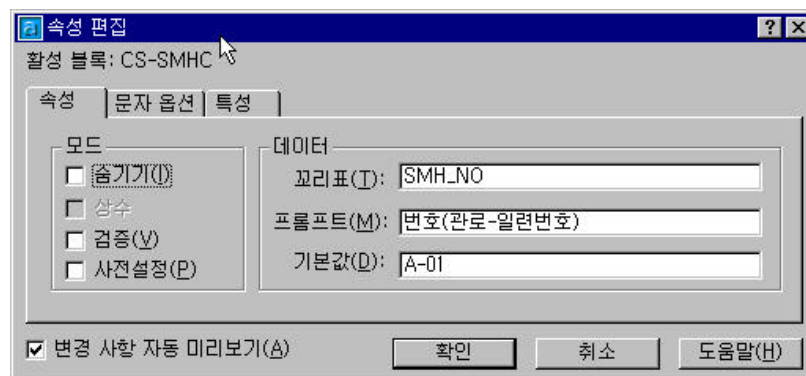 속성 편집
활성 블록: CS-SMHC
속성 문자 옵션 특성
모드
숨기기(I)
상수
검증(V)
사전설정(P)
데이터
꼬리표(T): SMH_NO
프롬프트(M): 번호(관로-일련번호)
기본값(D): A-01
변경 사항 자동 미리보기(A)
확인 취소 도움말(H)